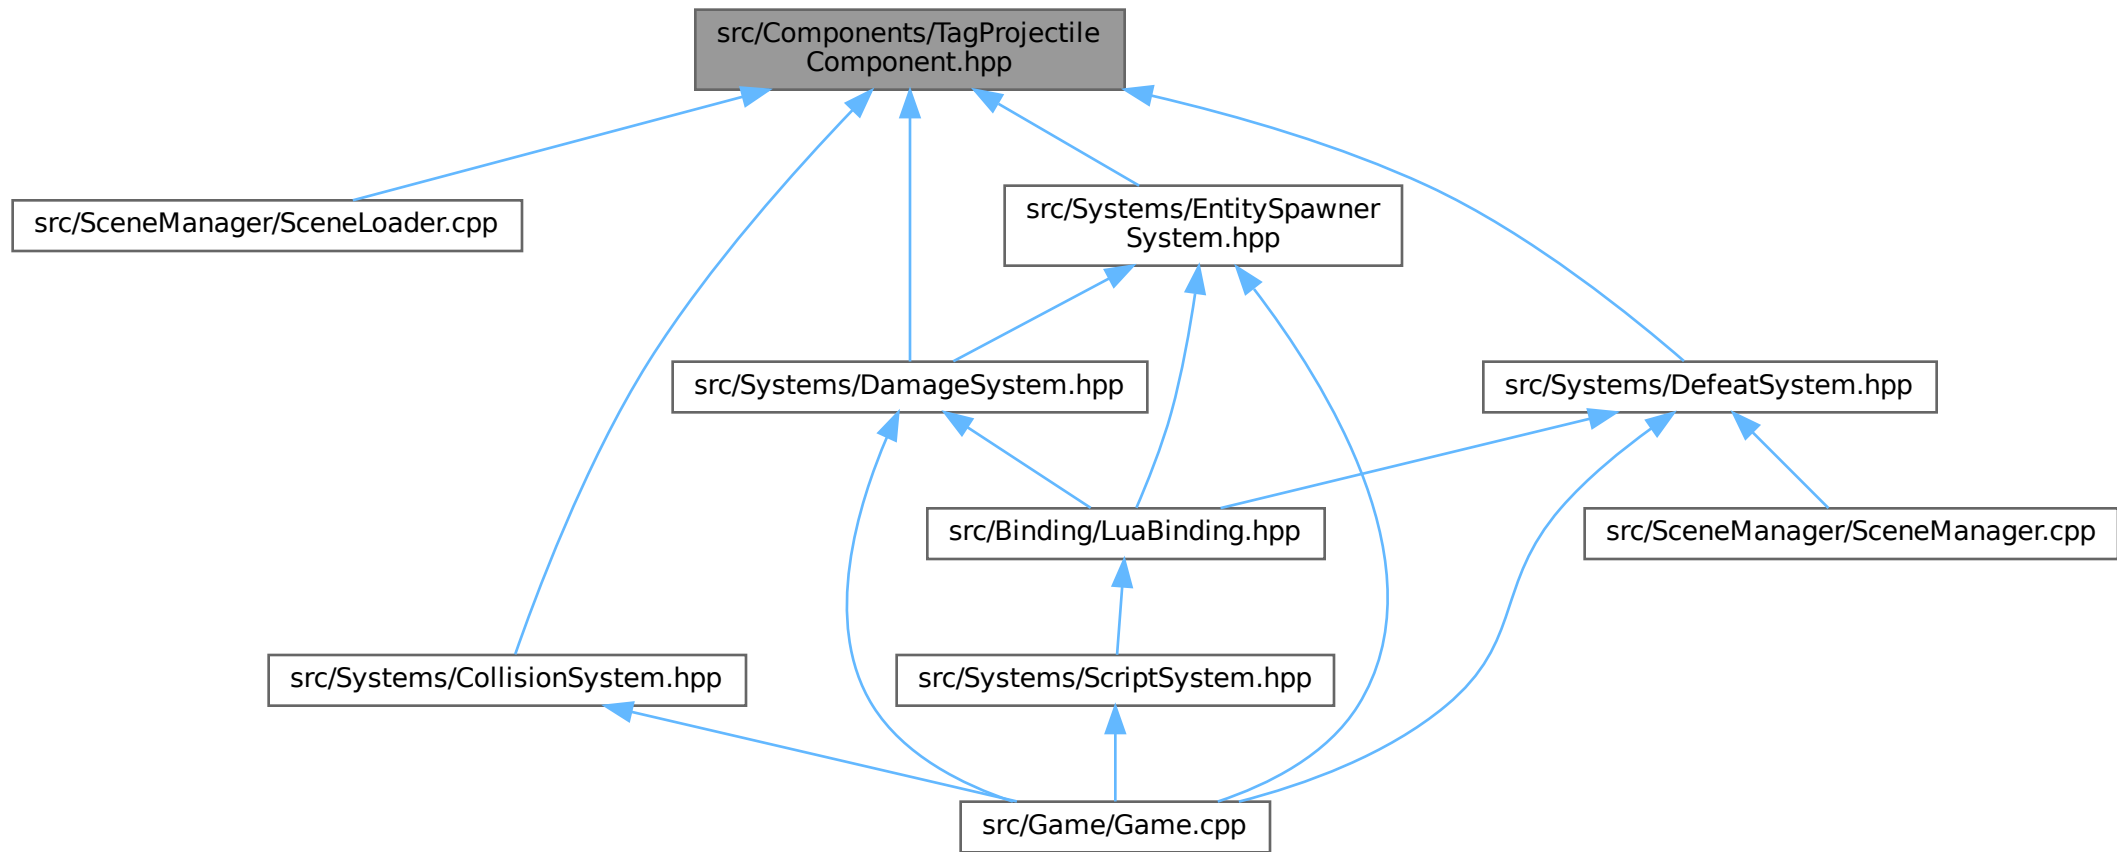 src/Components/TagProjectile
Component.hpp
src/SceneManager/SceneLoader.cpp
src/Systems/EntitySpawner
System.hpp
src/Systems/DamageSystem.hpp
src/Systems/DefeatSystem.hpp
src/Binding/LuaBinding.hpp
src/SceneManager/SceneManager.cpp
src/Systems/CollisionSystem.hpp
src/Systems/ScriptSystem.hpp
src/Game/Game.cpp